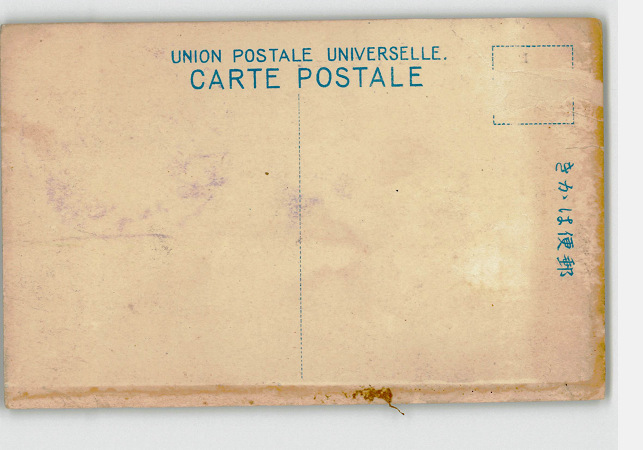 UNION POSTALE UNIVERSELLE.
CARTE POSTALE
郵便はかき